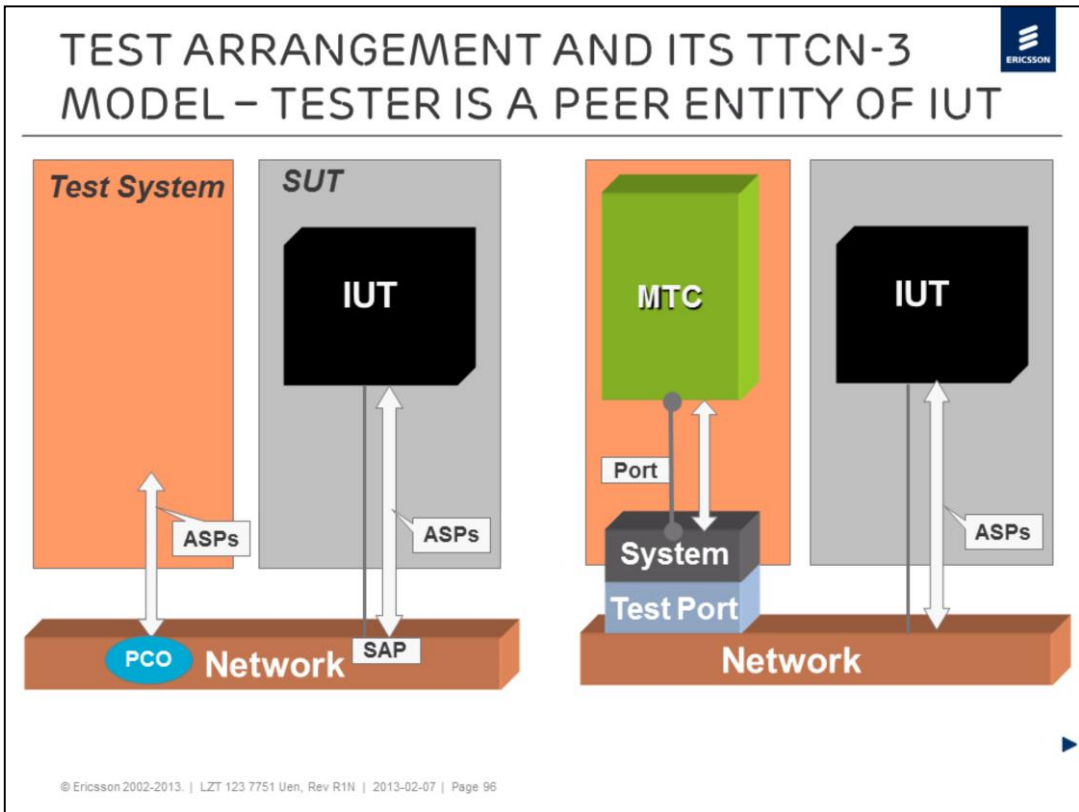 TEST ARRANGEMENT AND ITS TTCN-3
MODEL – TESTER IS A PEER ENTITY OF IUT
ERICSSON
Test System
SUT
IUT
ASPs
ASPs
PCO
Network
SAP
MTC
IUT
Port
ASPs
System
Test Port
Network
© Ericsson 2002-2013. | LZT 123 7751 Uen, Rev R1N | 2013-02-07 | Page 96